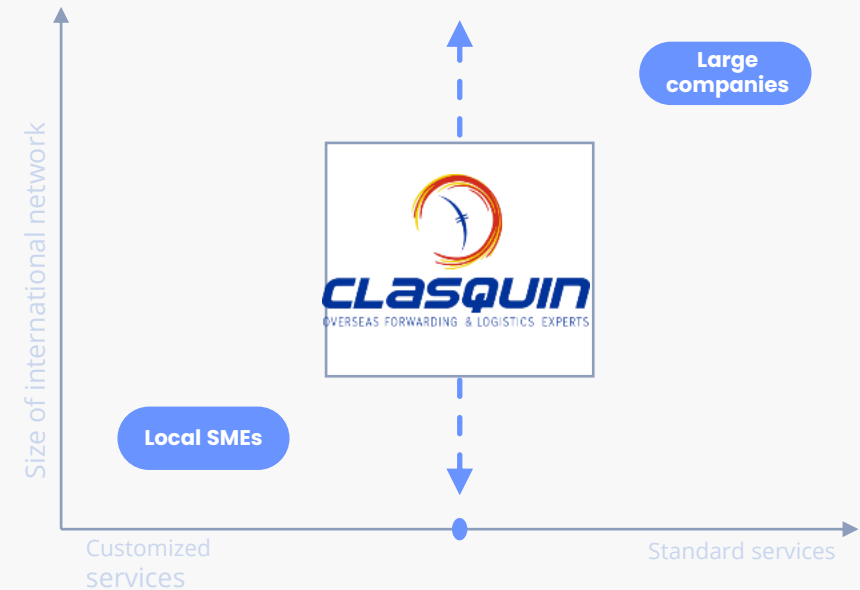 Large
companies
Size of international network
CLASQUIN
OVERSEAS FORWARDING & LOGISTICS EXPERTS
Local SMEs
Customized
services
Standard services